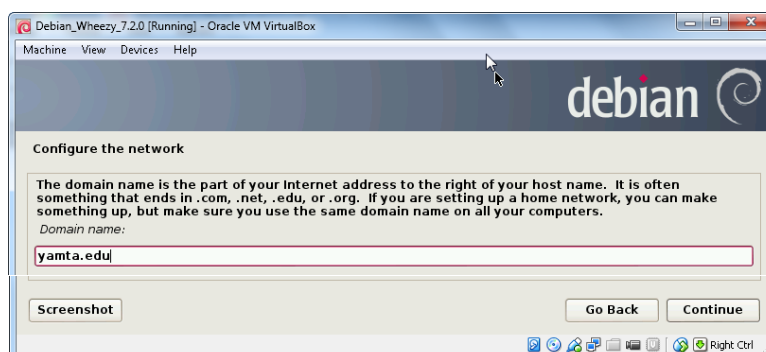 Debian_Wheezy_7.2.0 [Running] - Oracle VM VirtualBox
Machine View Devices Help
debian
Configure the network
The domain name is the part of your Internet address to the right of your host name. It is often
something that ends in .com, .net, .edu, or .org. If you are setting up a home network, you can make
something up, but make sure you use the same domain name on all your computers.
Domain name:
yamta.edu
Screenshot Go Back Continue
Right Ctrl